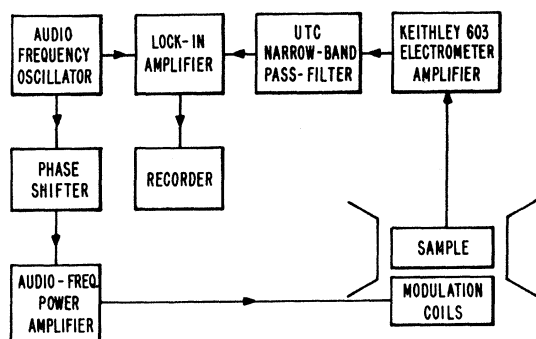 AUDIO
FREQUENCY
OSCILLATOR
LOCK-IN
AMPLIFIER
UTC
NARROW-BAND
PASS-FILTER
KEITHLEY 603
ELECTROMETER
AMPLIFIER
PHASE
SHIFTER
RECORDER
SAMPLE
MODULATION
COILS
AUDIO-FREQ.
POWER
AMPLIFIER